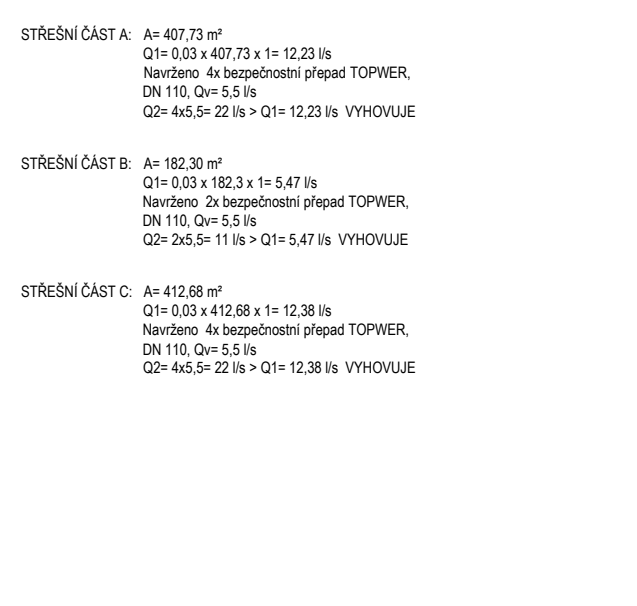 STŘEŠNÍ ČÁST A: A= 407,73 m²
Q1= 0,03 x 407,73 x 1= 12,23 l/s
Navrženo 4x bezpečnostní přepad TOPWER,
DN 110, Qv= 5,5 l/s
Q2= 4x5,5= 22 l/s > Q1= 12,23 l/s VYHOVUJE
STŘEŠNÍ ČÁST B: A= 182,30 m²
Q1= 0,03 x 182,3 x 1= 5,47 l/s
Navrženo 2x bezpečnostní přepad TOPWER,
DN 110, Qv= 5,5 l/s
Q2= 2x5,5= 11 l/s > Q1= 5,47 l/s VYHOVUJE
STŘEŠNÍ ČÁST C: A= 412,68 m²
Q1= 0,03 x 412,68 x 1= 12,38 l/s
Navrženo 4x bezpečnostní přepad TOPWER,
DN 110, Qv= 5,5 l/s
Q2= 4x5,5= 22 l/s > Q1= 12,38 l/s VYHOVUJE